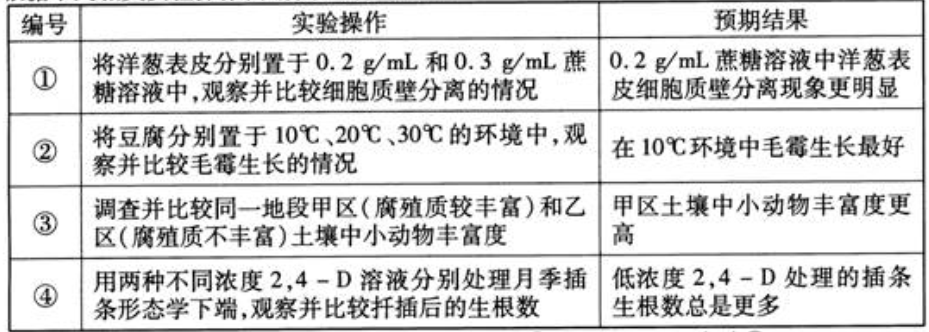 编号 实验操作 预期结果
① 将洋葱表皮分别置于 0.2 g/mL 和 0.3 g/mL 蔗
糖溶液中,观察并比较细胞质壁分离的情况
0.2 g/mL 蔗糖溶液中洋葱表
皮细胞质壁分离现象更明显
② 将豆腐分别置于 10℃、20℃、30℃ 的环境中,观
察并比较毛霉生长的情况
在 10℃环境中毛霉生长最好
③ 调查并比较同一地段甲区(腐殖质较丰富)和乙
区(腐殖质不丰富)土壤中小动物丰富度
甲区土壤中小动物丰富度更
高
④ 用两种不同浓度 2,4 - D 溶液分别处理月季插
条形态学下端,观察并比较扦插后的生根数
低浓度 2,4 - D 处理的插条
生根数总是更多